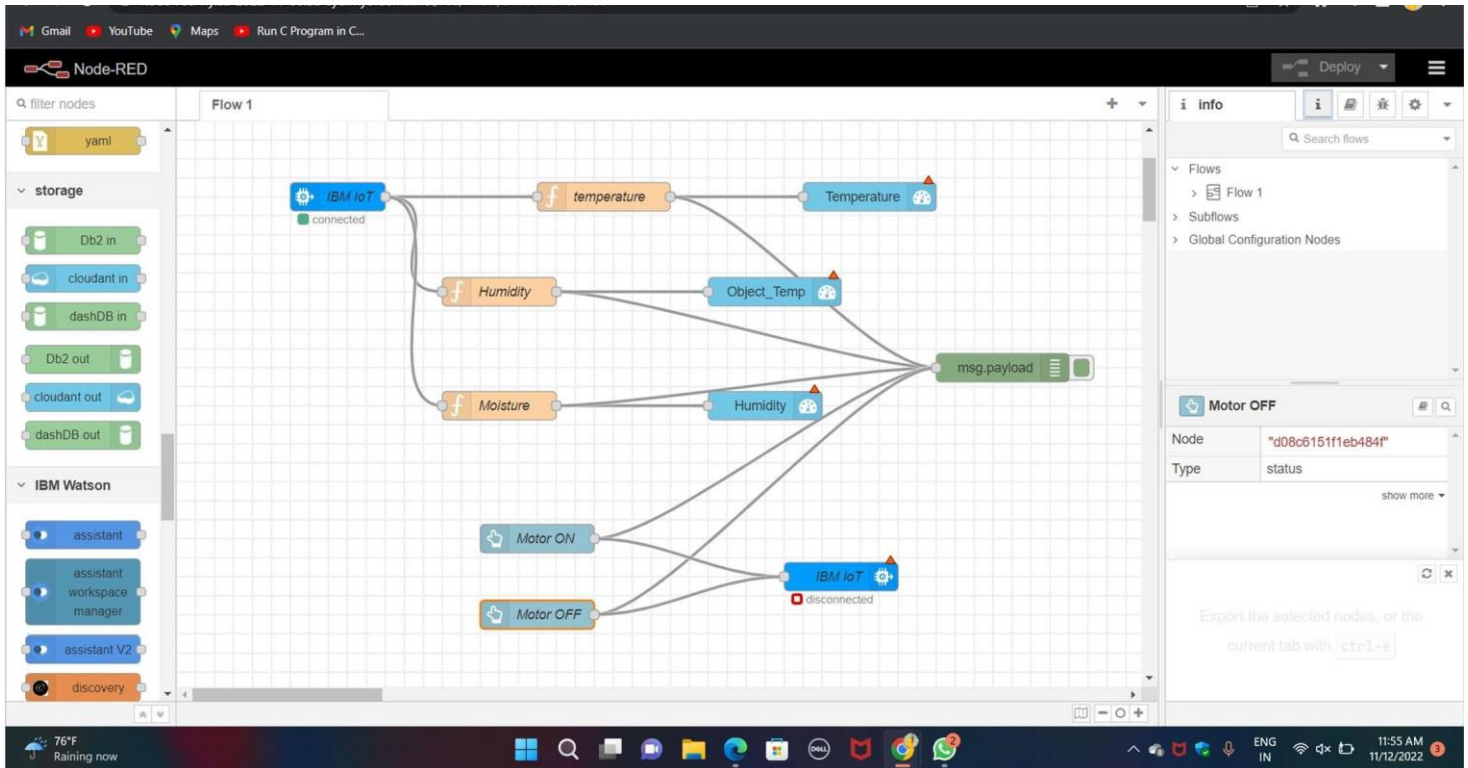 Gmail YouTube Maps Run C Program in C...
Node-RED Deploy
filter nodes
Flow 1
info
Search flows
yaml
storage
Db2 in
cloudant in
dashDB in
Db2 out
cloudant out
dashDB out
IBM Watson
assistant
assistant
workspace
manager
assistant V2
discovery
IBM IoT
connected
temperature
Temperature
Humidity
Object_Temp
msg.payload
Moisture
Humidity
Motor ON
IBM IoT
disconnected
Motor OFF
Flows
Flow 1
Subflows
Global Configuration Nodes
Motor OFF
Node "d08c6151f1eb484f"
Type status
show more
Export the selected nodes, or the
current tab with ctrl-e
76°F
Raining now
DELL
1
2
ENG
IN
11:55 AM
11/12/2022
3